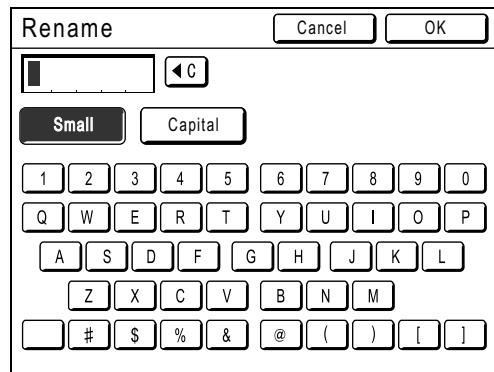 Rename Cancel OK
◀ C
Small Capital
1 2 3 4 5 6 7 8 9 0
Q W E R T Y U I O P
A S D F G H J K L
Z X C V B N M
# $ % & @ ( ) [ ]